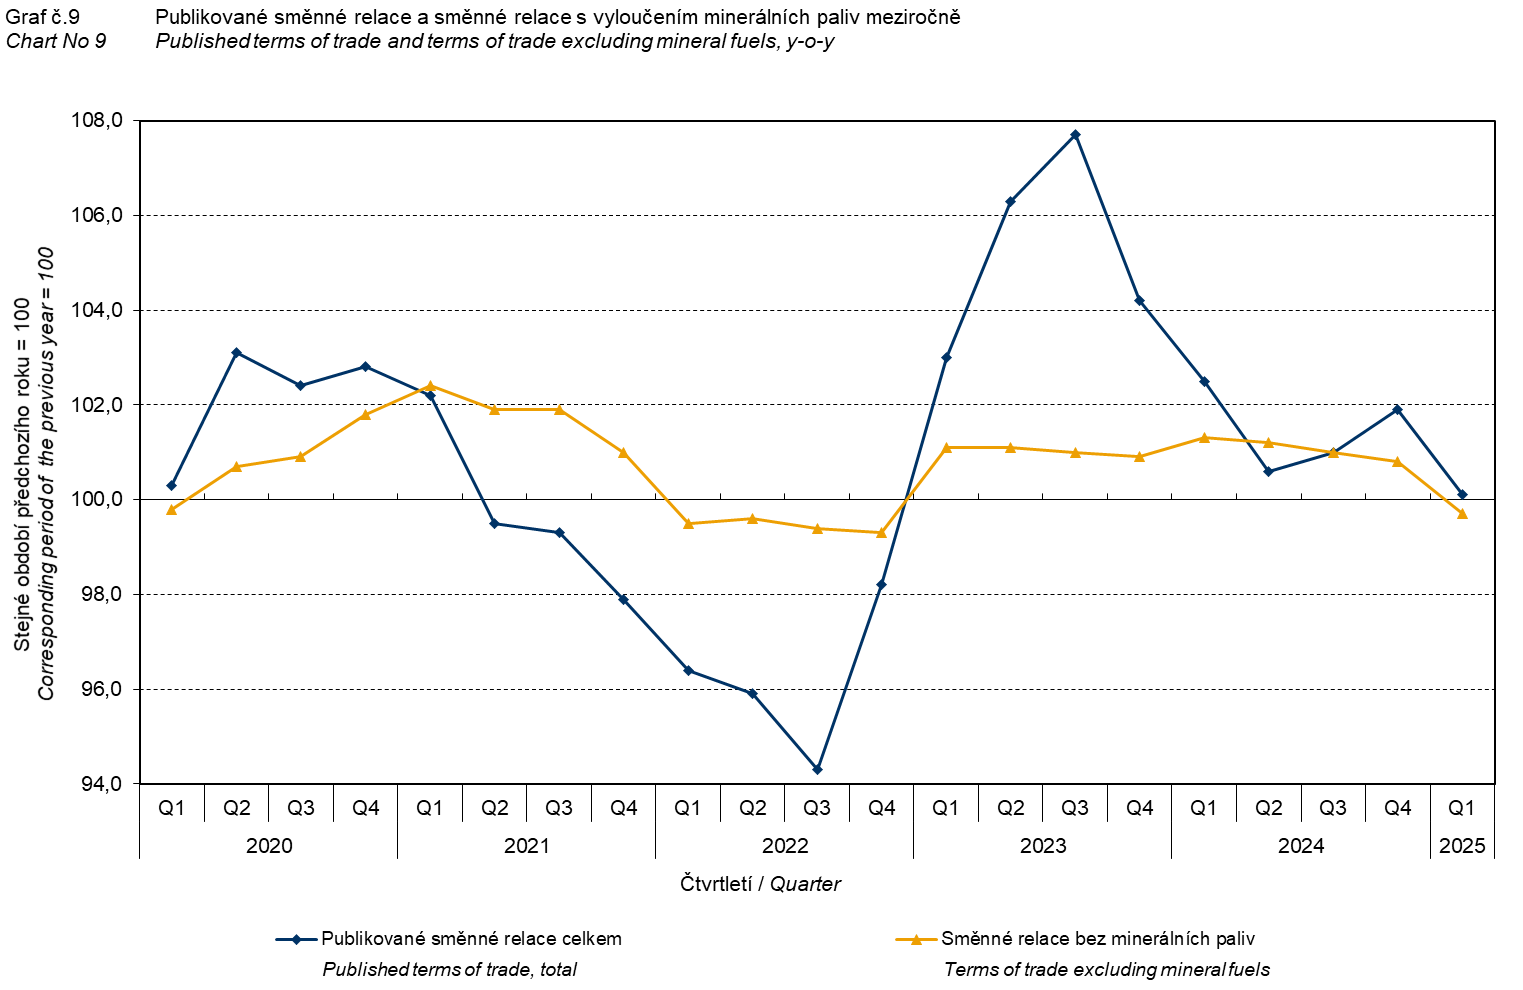 Graf č.9 Publikované směnné relace a směnné relace s vyloučením minerálních paliv meziročně
Chart No 9 Published terms of trade and terms of trade excluding mineral fuels, y-o-y
Stejné období předchozího roku = 100
Corresponding period of the previous year = 100
108,0
106,0
104,0
102,0
100,0
98,0
96,0
94,0
Q1 Q2 Q3 Q4 Q1 Q2 Q3 Q4 Q1 Q2 Q3 Q4 Q1 Q2 Q3 Q4 Q1 Q2 Q3 Q4 Q1
2020 2021 2022 2023 2024 2025
Čtvrtletí / Quarter
Publikované směnné relace celkem Směnné relace bez minerálních paliv
Published terms of trade, total Terms of trade excluding mineral fuels